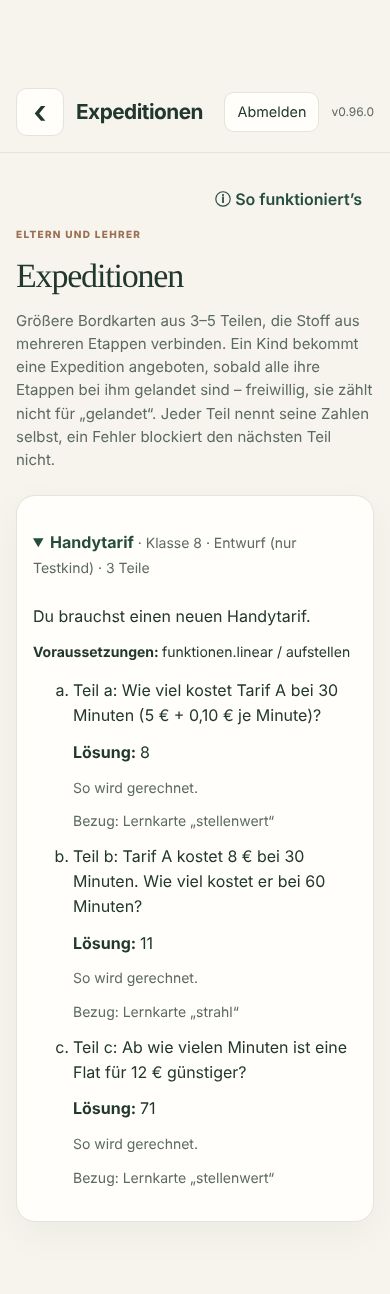 ‹ Expeditionen Abmelden v0.96.0
ⓘ So funktioniert’s
ELTERN UND LEHRER
Expeditionen
Größere Bordkarten aus 3–5 Teilen, die Stoff aus
mehreren Etappen verbinden. Ein Kind bekommt
eine Expedition angeboten, sobald alle ihre
Etappen bei ihm gelandet sind – freiwillig, sie zählt
nicht für „gelandet“. Jeder Teil nennt seine Zahlen
selbst, ein Fehler blockiert den nächsten Teil
nicht.
▼ Handytarif · Klasse 8 · Entwurf (nur
Testkind) · 3 Teile
Du brauchst einen neuen Handytarif.
Voraussetzungen: funktionen.linear / aufstellen
a. Teil a: Wie viel kostet Tarif A bei 30
Minuten (5 € + 0,10 € je Minute)?
Lösung: 8
So wird gerechnet.
Bezug: Lernkarte „stellenwert“
b. Teil b: Tarif A kostet 8 € bei 30
Minuten. Wie viel kostet er bei 60
Minuten?
Lösung: 11
So wird gerechnet.
Bezug: Lernkarte „strahl“
c. Teil c: Ab wie vielen Minuten ist eine
Flat für 12 € günstiger?
Lösung: 71
So wird gerechnet.
Bezug: Lernkarte „stellenwert“